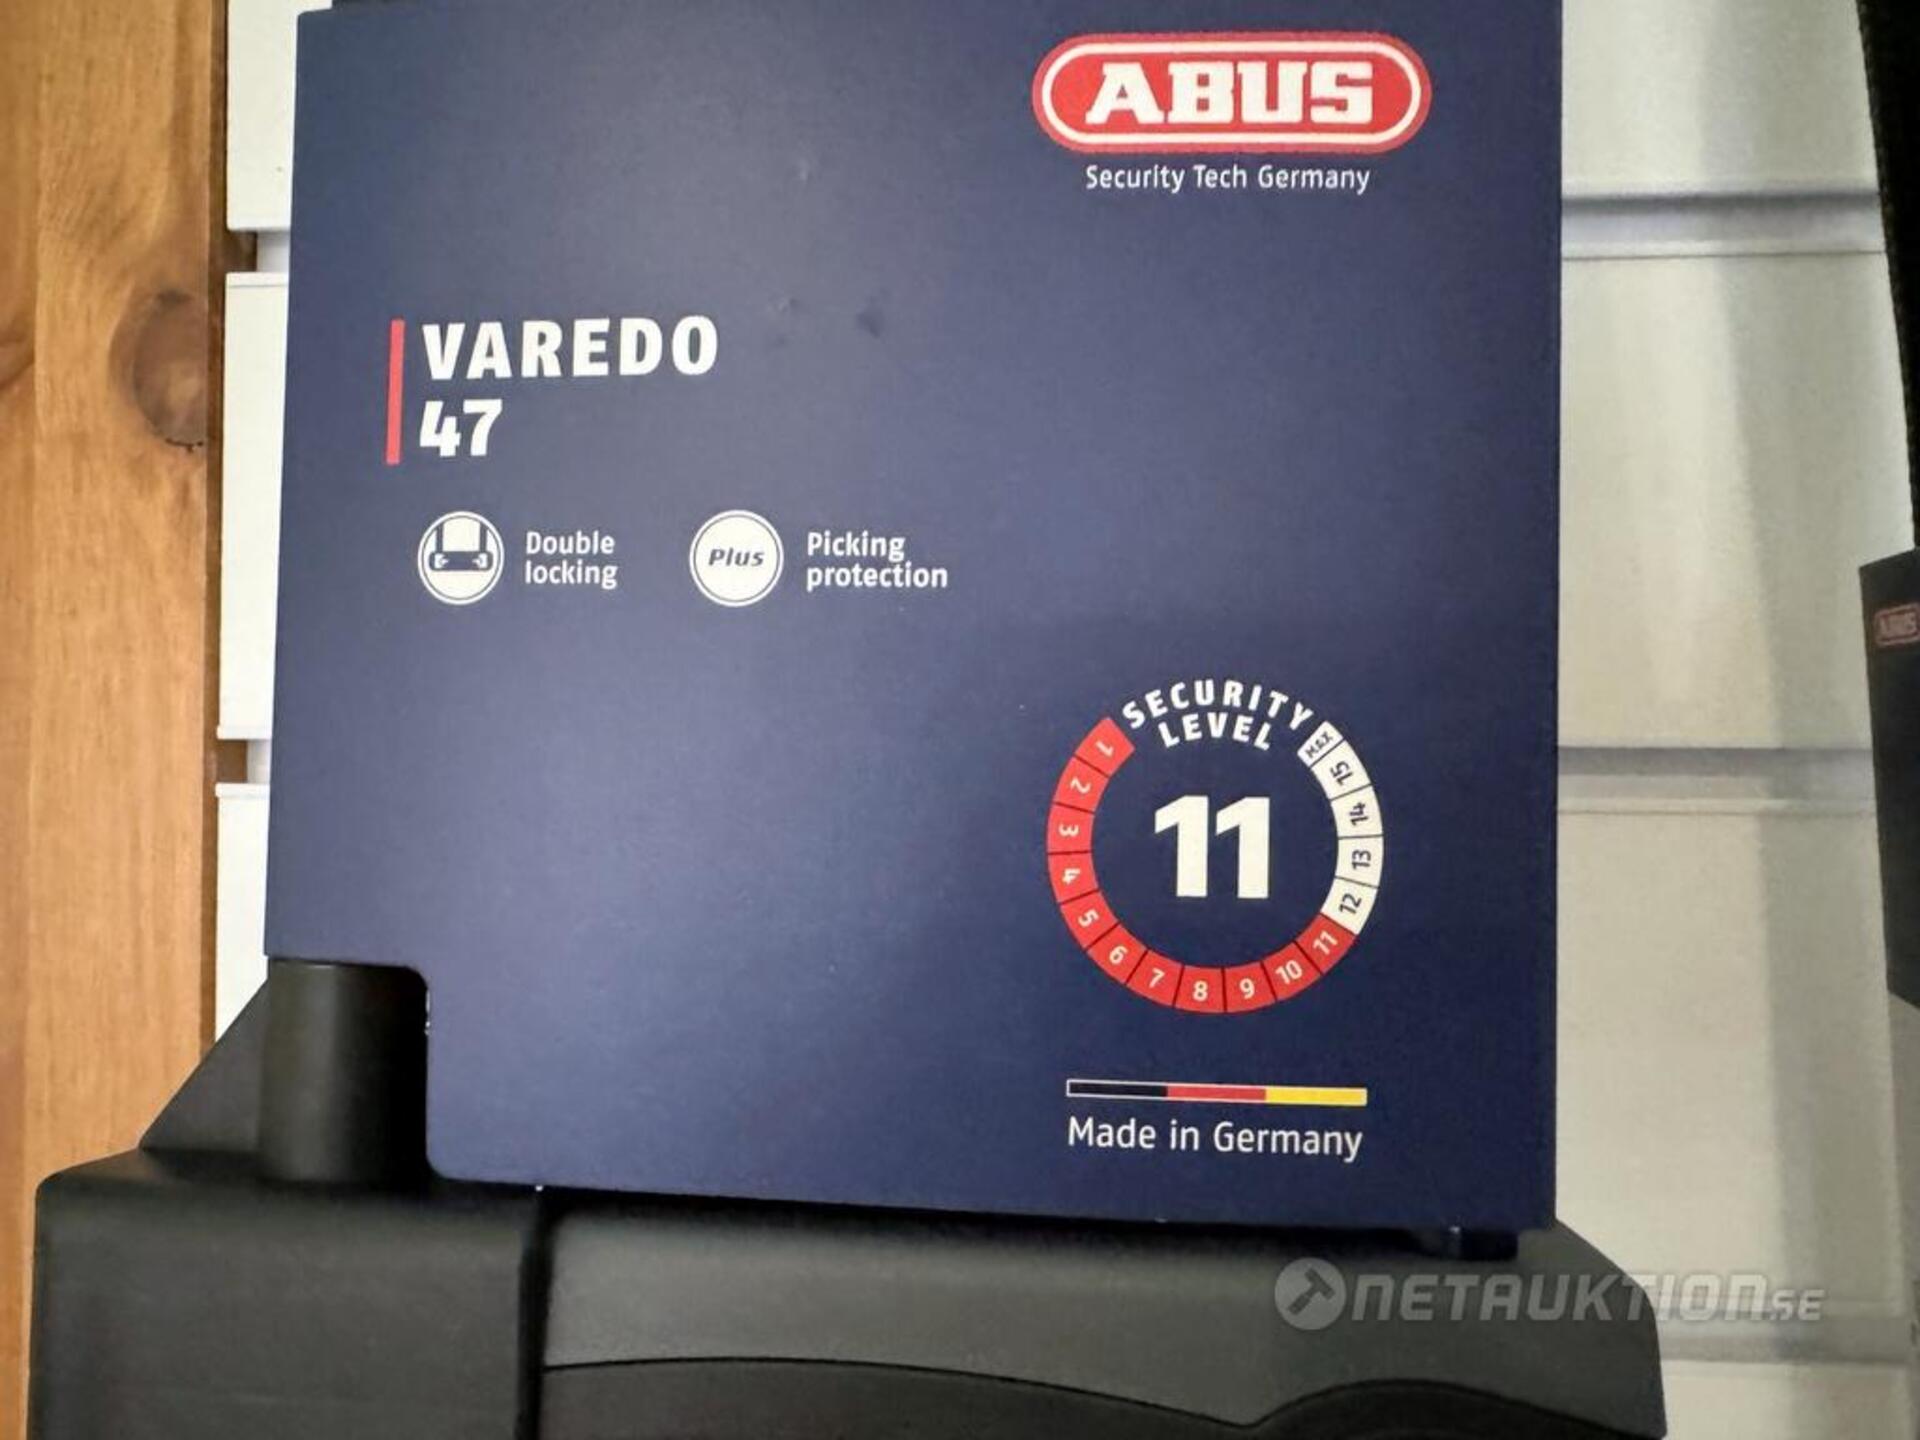 ABUS
Security Tech Germany
VAREDO
47
Double
locking
Plus
Picking
protection
SECURITY
LEVEL
1 2 3 4 5 6 7 8 9 10 11 12 13 14 15 MAX
11
Made in Germany
ABUS
NETAUKTION.SE